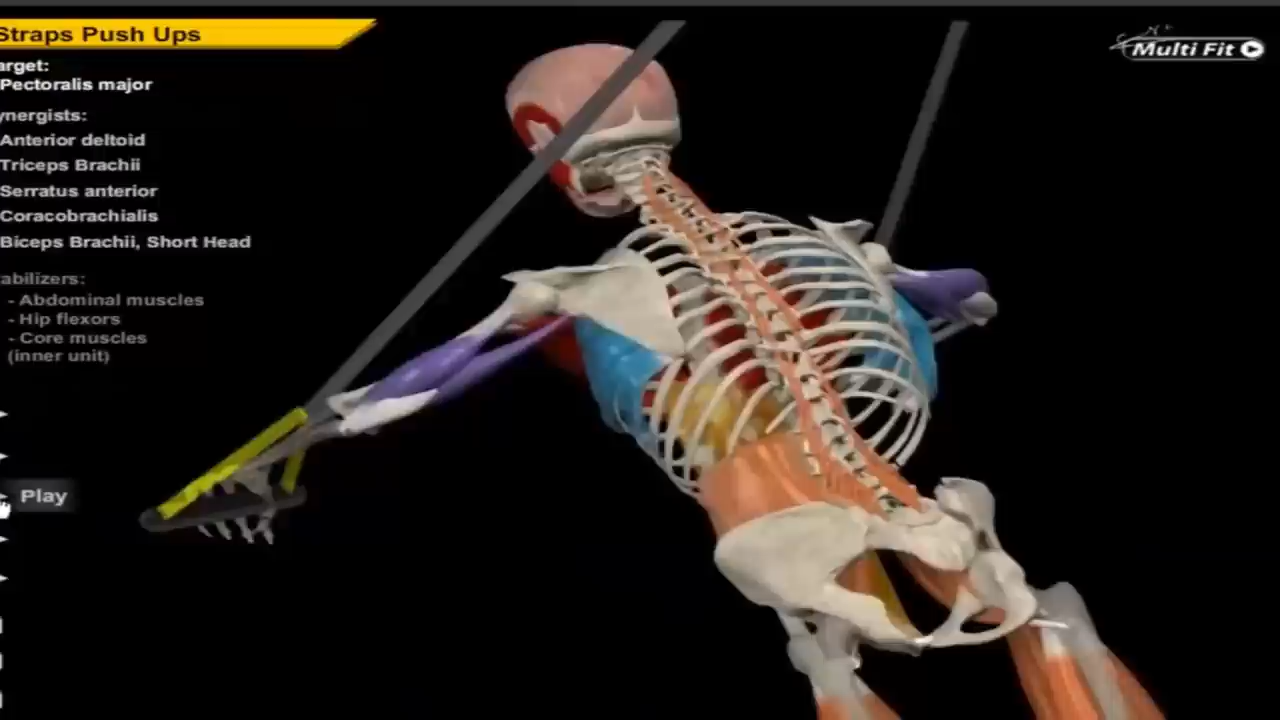 Straps Push Ups
arget:
Pectoralis major
ynergists:
Anterior deltoid
Triceps Brachii
Serratus anterior
Coracobrachialis
Biceps Brachii, Short Head
abilizers:
- Abdominal muscles
- Hip flexors
- Core muscles
(inner unit)
Play
Multi Fit